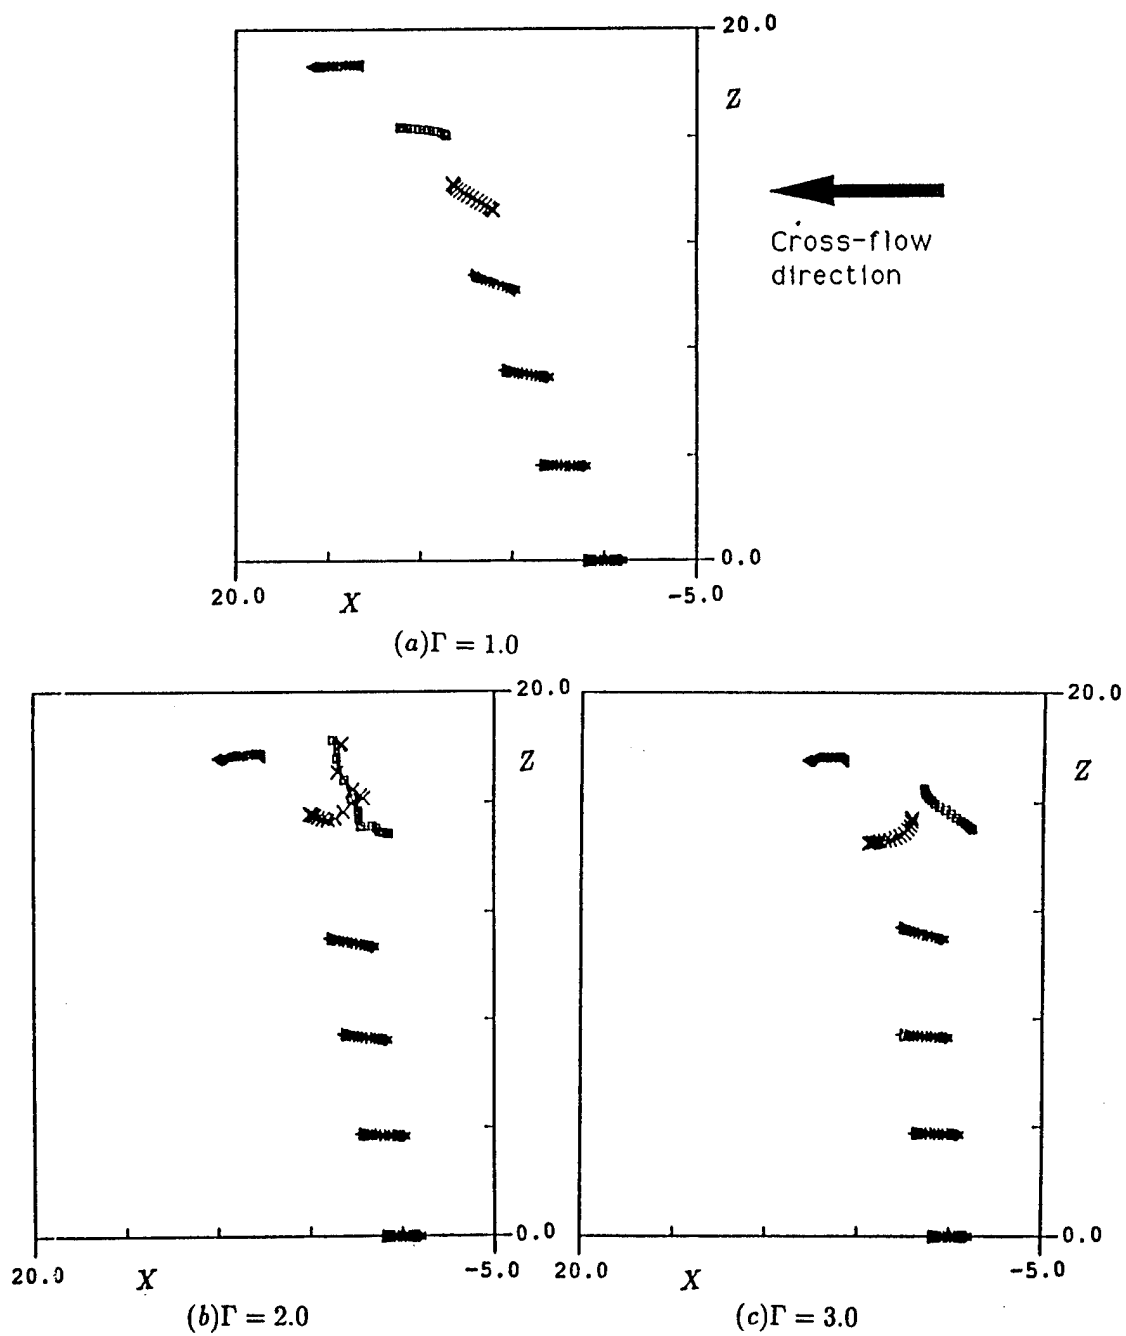 20.0
Z
Cross-flow
direction
0.0
20.0
X
-5.0
(a)Γ = 1.0
20.0
Z
0.0
20.0
X
-5.0
(b)Γ = 2.0
20.0
Z
0.0
20.0
X
-5.0
(c)Γ = 3.0